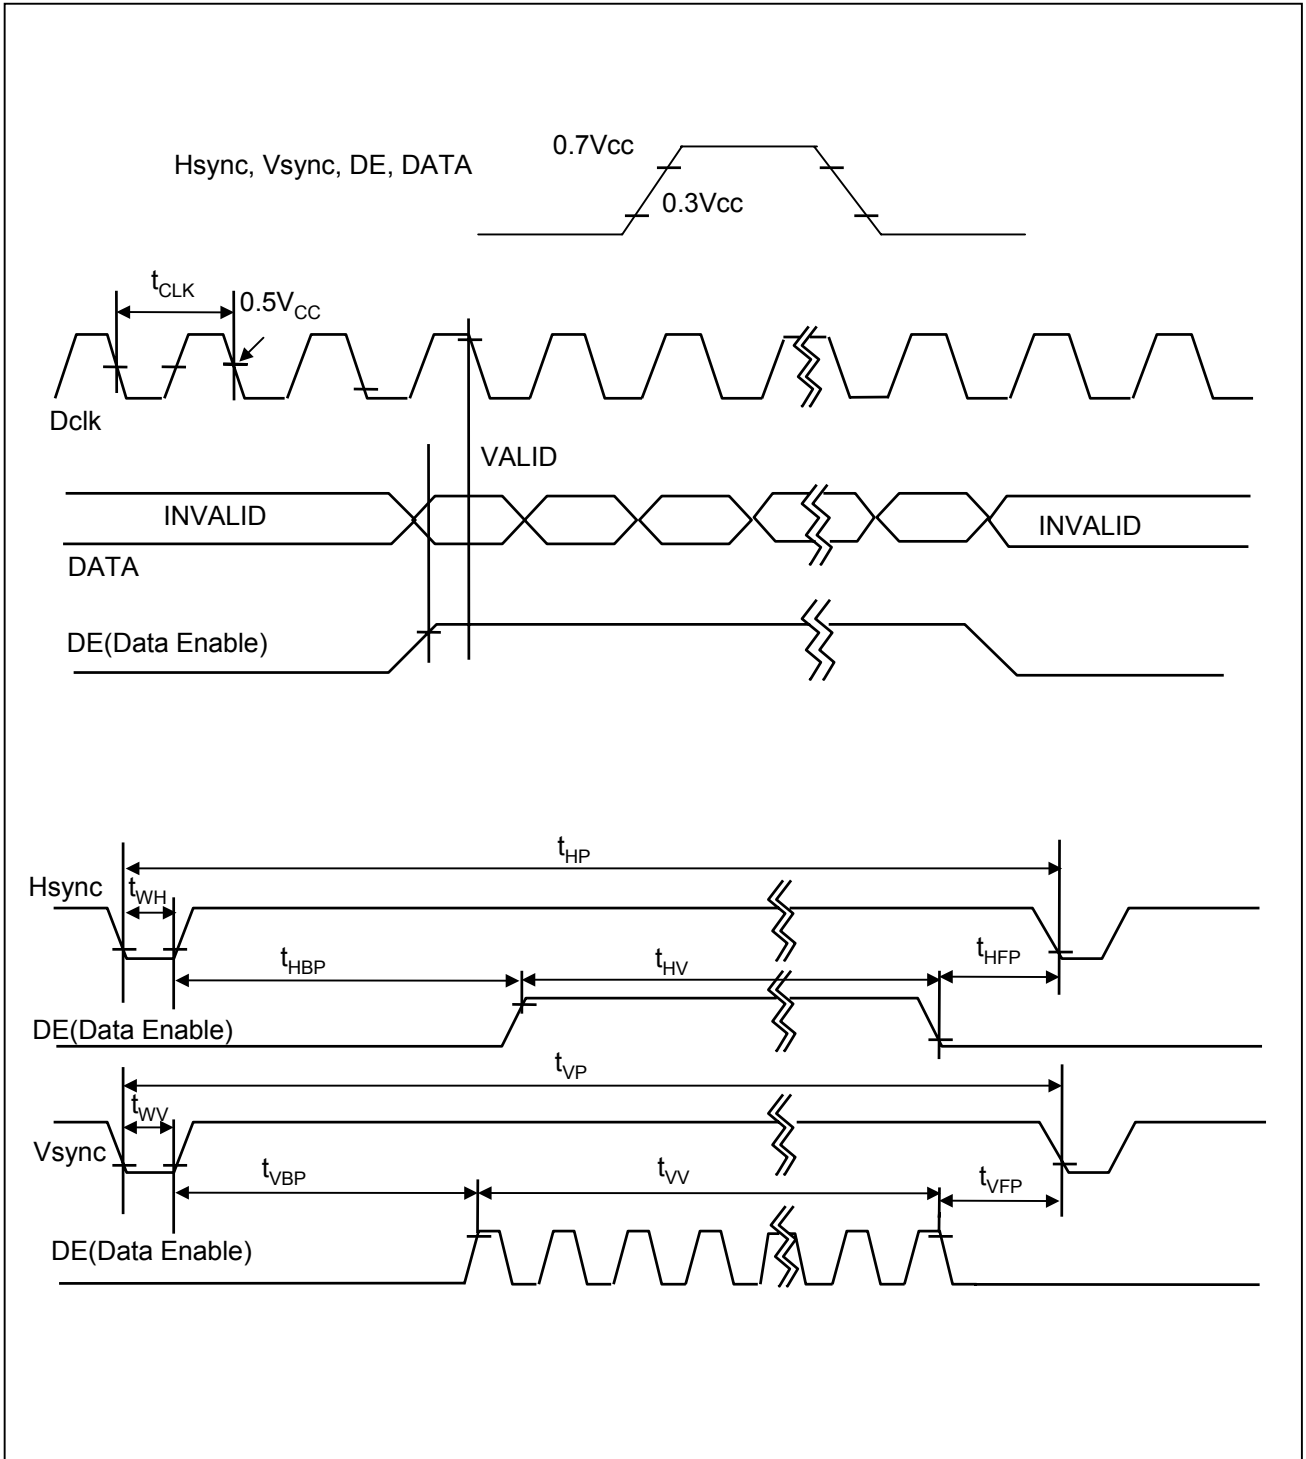 0.7Vcc
Hsync, Vsync, DE, DATA
0.3Vcc
tCLK
0.5VCC
Dclk
VALID
INVALID
INVALID
DATA
DE(Data Enable)
tHP
Hsync
tWH
tHBP
tHV
tHFP
DE(Data Enable)
tVP
tWV
Vsync
tVBP
tVV
tVFP
DE(Data Enable)